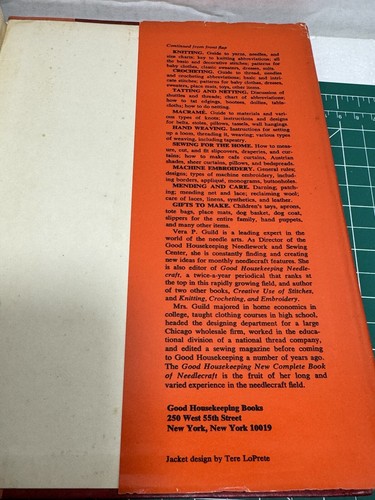 Continued from front flap
KNITTING. Guide to yarns, needles, and
size charts; key to knitting abbreviations; all
the basic and decorative stitches; patterns for
baby clothes, classic sweaters, dresses, suits.
CROCHETING. Guide to thread, needles
and crocheting abbreviations; basic and intri-
cate stitches; patterns for baby clothes, dresses,
sweaters, place mats, toys, other items.
TATTING AND NETTING. Discussion of
shuttles and threads; chart of abbreviations;
how to tat edgings, bootees, doilies, table-
cloths; how to do netting.
MACRAMÉ. Guide to materials and vari-
ous types of knots; instructions and designs
for belts, stoles, pillows, tassels, wall hangings.
HAND WEAVING. Instructions for setting
up a loom, threading it, weaving; various types
of weaving, including tapestry.
SEWING FOR THE HOME. How to meas-
ure, cut, and fit slipcovers, draperies, and cur-
tains; how to make cafe curtains, Austrian
shades, sheer curtains, pillows, and bedspreads.
MACHINE EMBROIDERY. General rules;
designs; types of machine embroidery, includ-
ing borders, appliqué, monograms, buttonholes.
MENDING AND CARE. Darning; patch-
ing; mending net and lace; reclaiming wool;
care of laces, linens, synthetics, and leather.
GIFTS TO MAKE. Children's toys, aprons,
tote bags, place mats, dog basket, dog coat,
slippers for the entire family, hand puppets,
and many other items.
Vera P. Guild is a leading expert in the
world of the needle arts. As Director of the
Good Housekeeping Needlework and Sewing
Center, she is constantly finding and creating
new ideas for monthly needlecraft features. She
is also editor of Good Housekeeping Needle-
craft, a twice-a-year periodical that ranks at
the top in this rapidly growing field, and author
of two other books, Creative Use of Stitches,
and Knitting, Crocheting, and Embroidery.
Mrs. Guild majored in home economics in
college, taught clothing courses in high school,
headed the designing department for a large
Chicago wholesale firm, worked in the educa-
tional division of a national thread company,
and edited a sewing magazine before coming
to Good Housekeeping a number of years ago.
The Good Housekeeping New Complete Book
of Needlecraft is the fruit of her long and
varied experience in the needlecraft field.
Good Housekeeping Books
250 West 55th Street
New York, New York 10019
Jacket design by Tere LoPrete